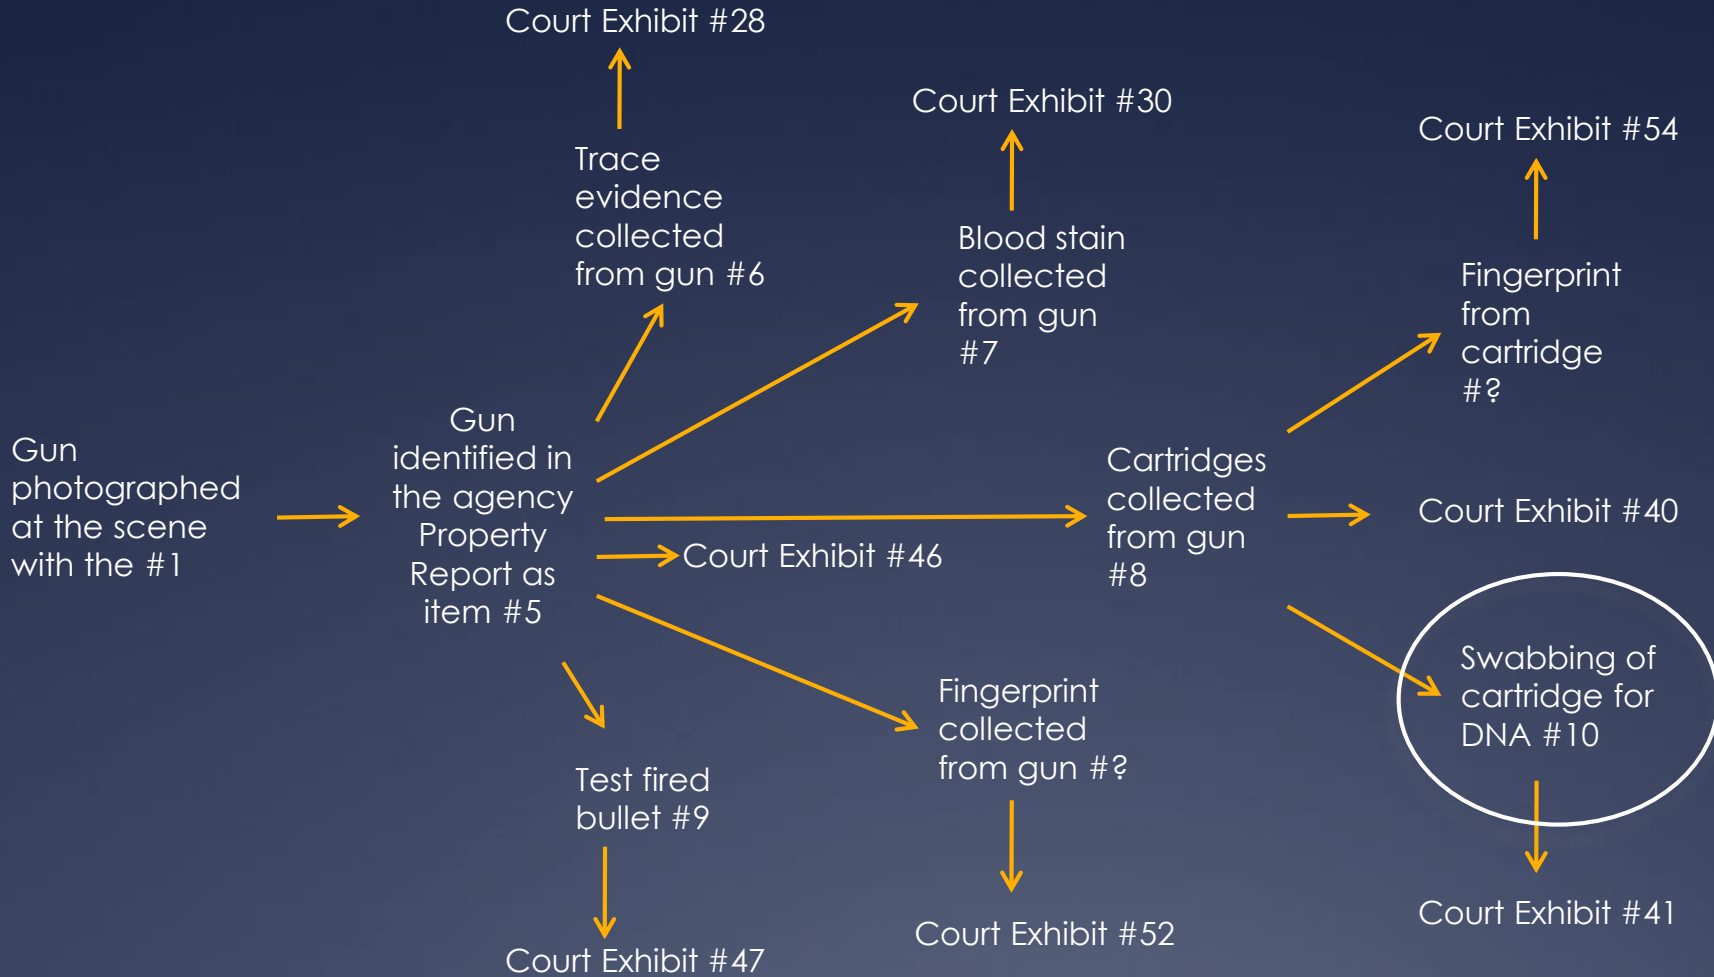 Court Exhibit #28
Court Exhibit #30
Court Exhibit #54
Trace
evidence
collected
from gun #6
Blood stain
collected
from gun
#7
Fingerprint
from
cartridge
#?
Gun
photographed
at the scene
with the #1
Gun
identified in
the agency
Property
Report as
item #5
Cartridges
collected
from gun
#8
Court Exhibit #40
Court Exhibit #46
Swabbing of
cartridge for
DNA #10
Fingerprint
collected
from gun #?
Test fired
bullet #9
Court Exhibit #41
Court Exhibit #52
Court Exhibit #47